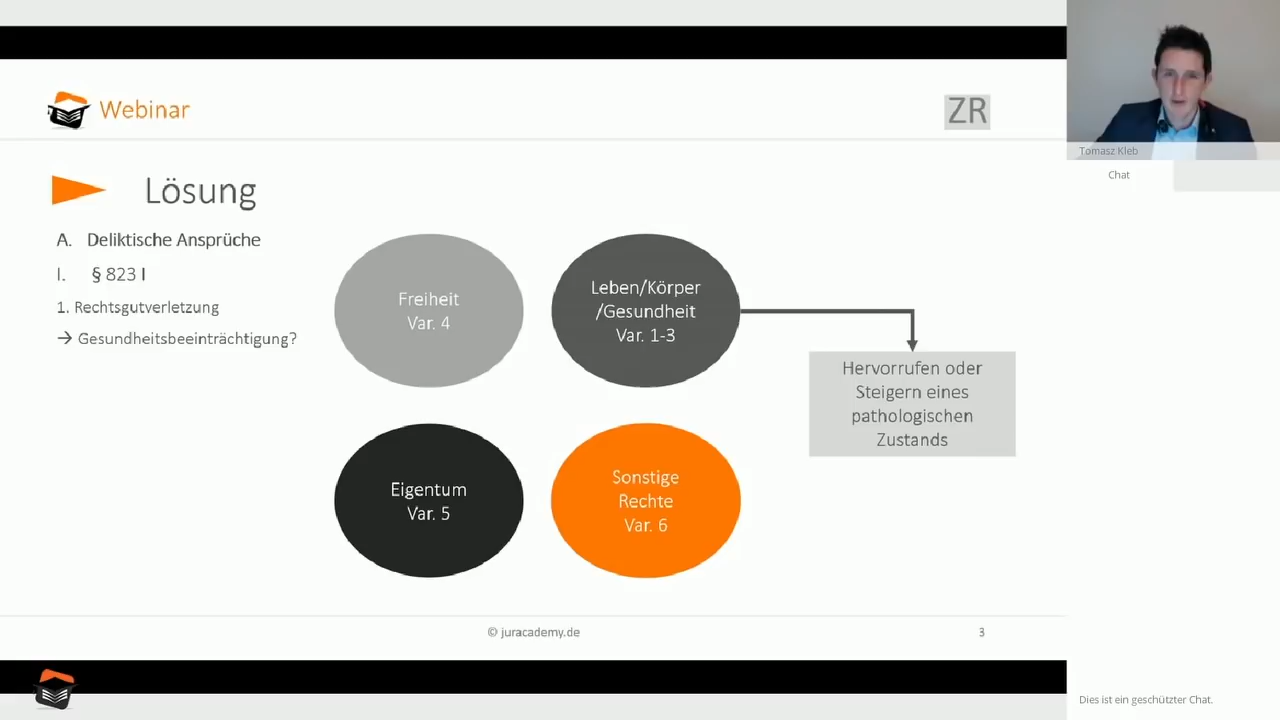 Webinar
ZR
Tomasz Kleb
Chat
Lösung
A. Deliktische Ansprüche
I. § 823 I
1. Rechtsgutverletzung
→ Gesundheitsbeeinträchtigung?
Freiheit
Var. 4
Leben/Körper
/Gesundheit
Var. 1-3
Hervorrufen oder
Steigern eines
pathologischen
Zustands
Eigentum
Var. 5
Sonstige
Rechte
Var. 6
© juracademy.de
3
Dies ist ein geschützter Chat.